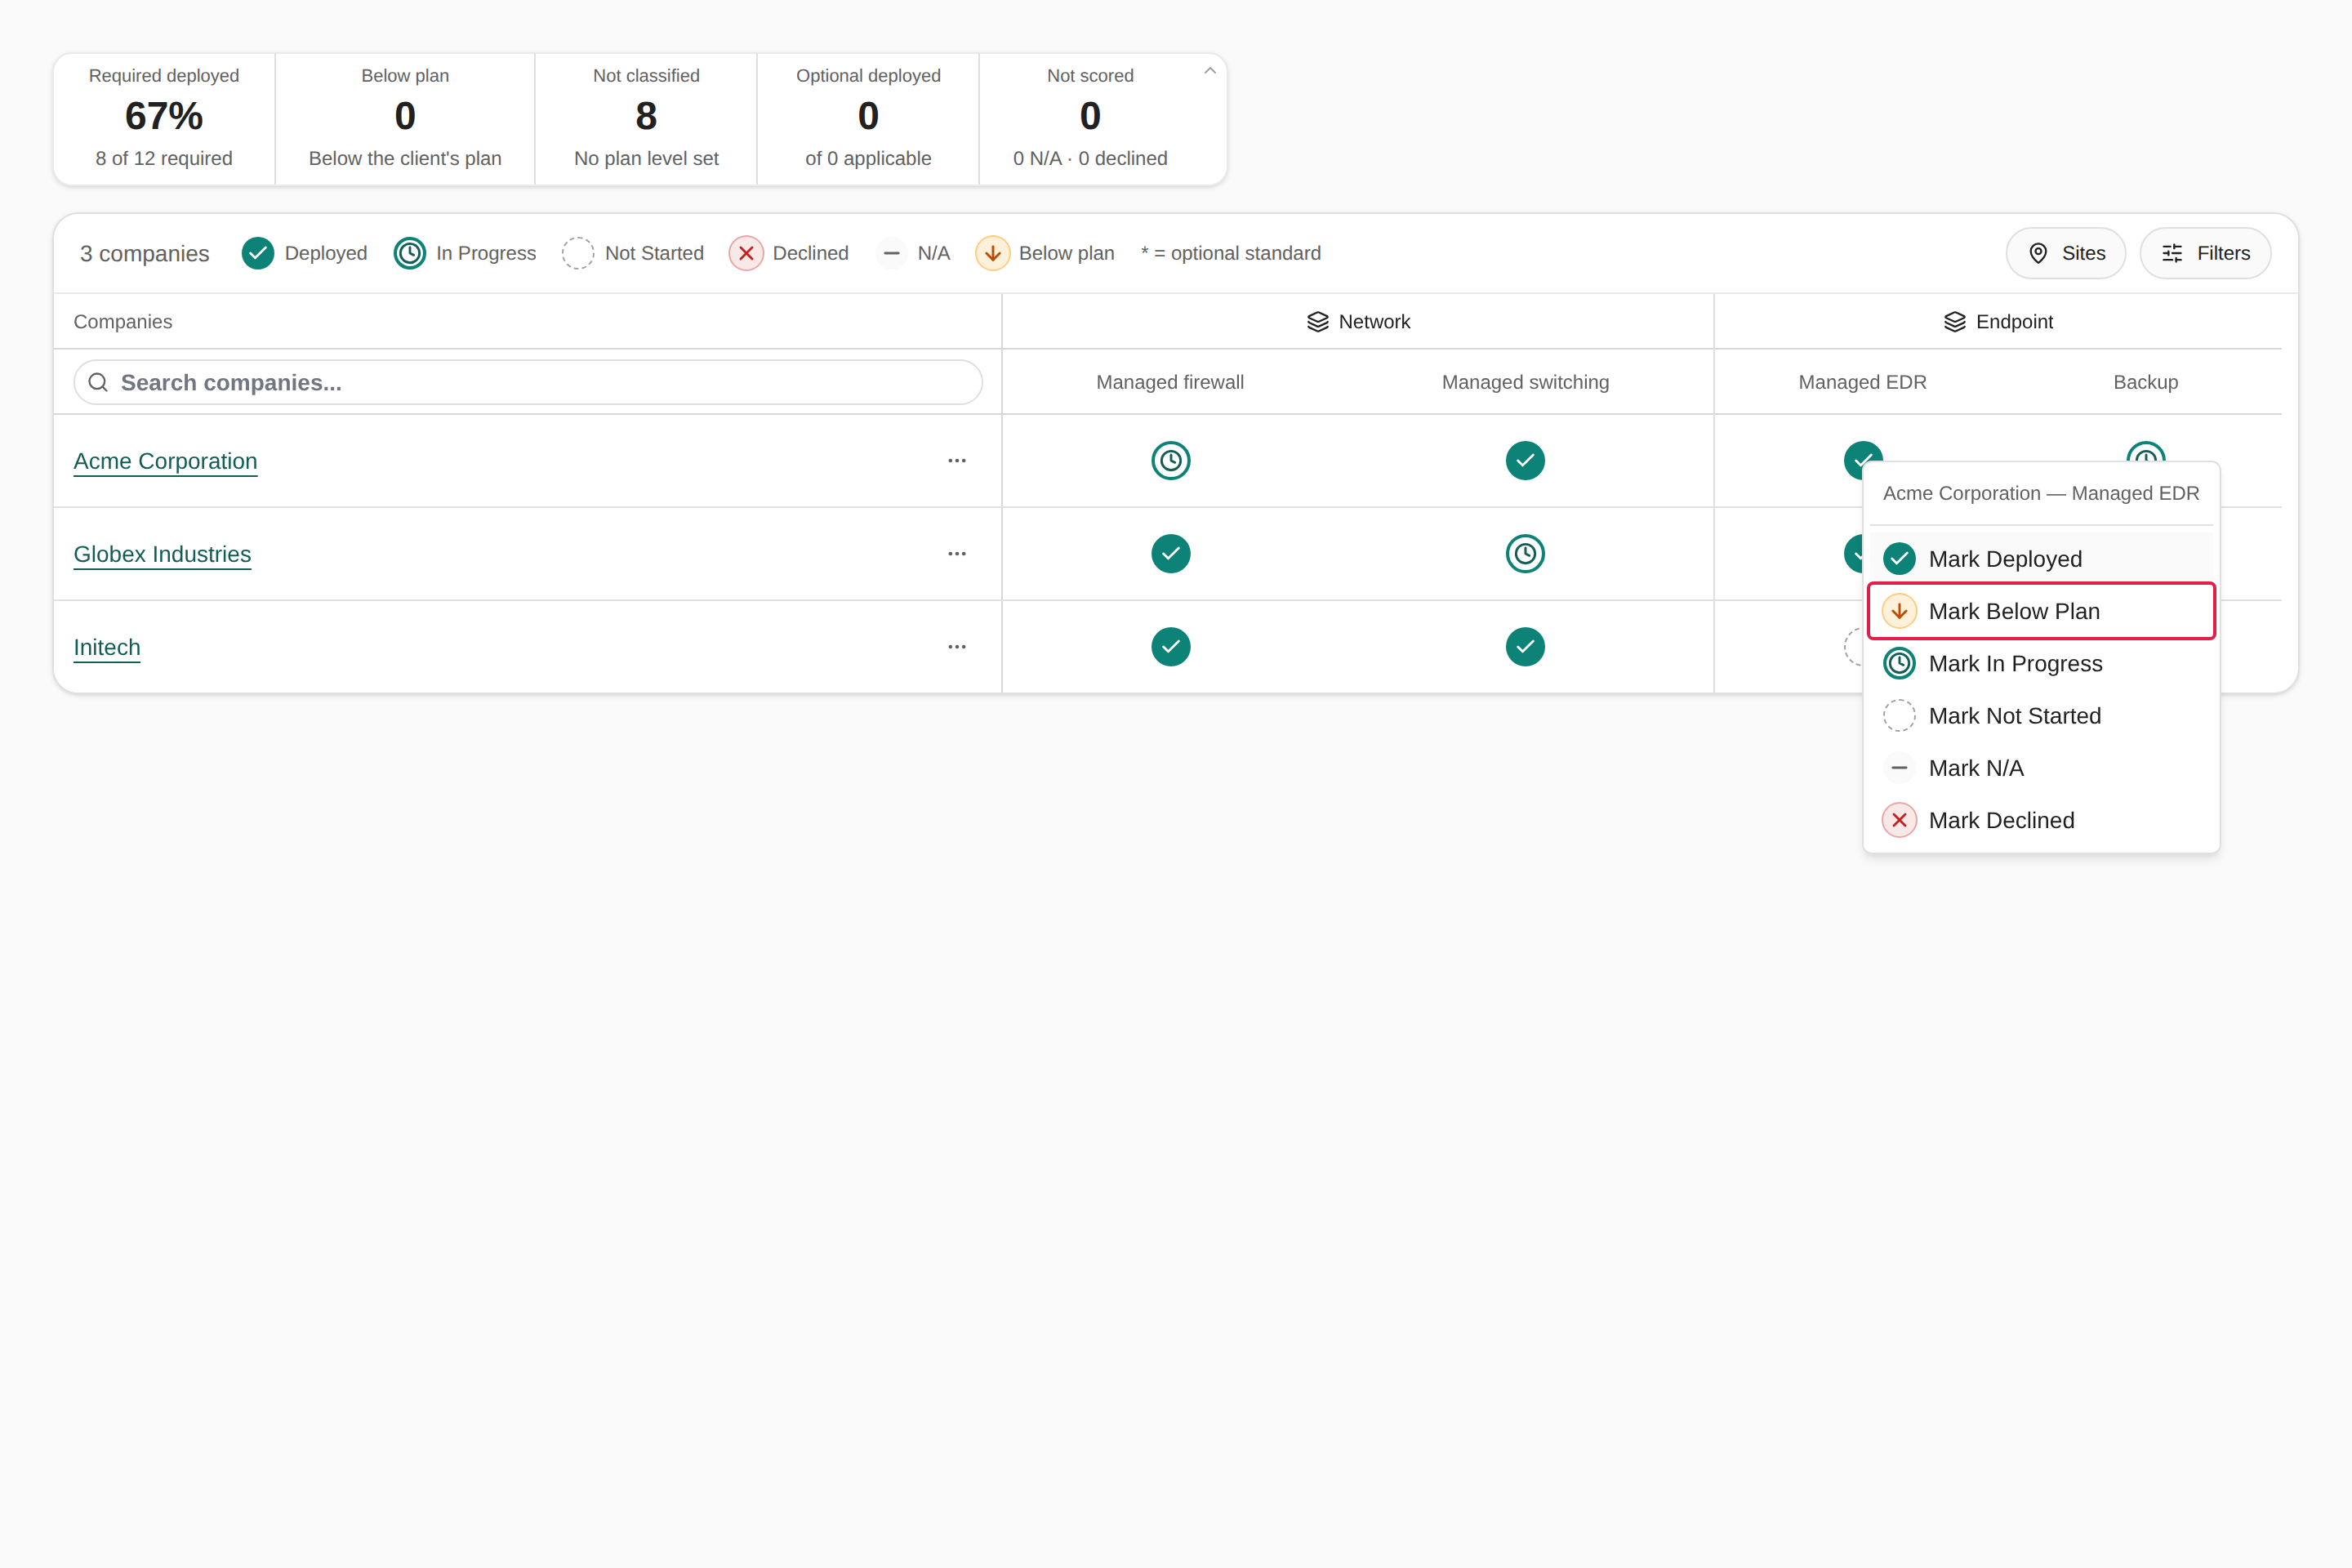 Required deployed
67%
8 of 12 required
Below plan
0
Below the client's plan
Not classified
8
No plan level set
Optional deployed
0
of 0 applicable
Not scored
0
0 N/A · 0 declined
3 companies
Deployed
In Progress
Not Started
Declined
N/A
Below plan
* = optional standard
Sites
Filters
Companies
Network
Endpoint
Search companies...
Managed firewall
Managed switching
Managed EDR
Backup
Acme Corporation
Globex Industries
Initech
Acme Corporation — Managed EDR
Mark Deployed
Mark Below Plan
Mark In Progress
Mark Not Started
Mark N/A
Mark Declined